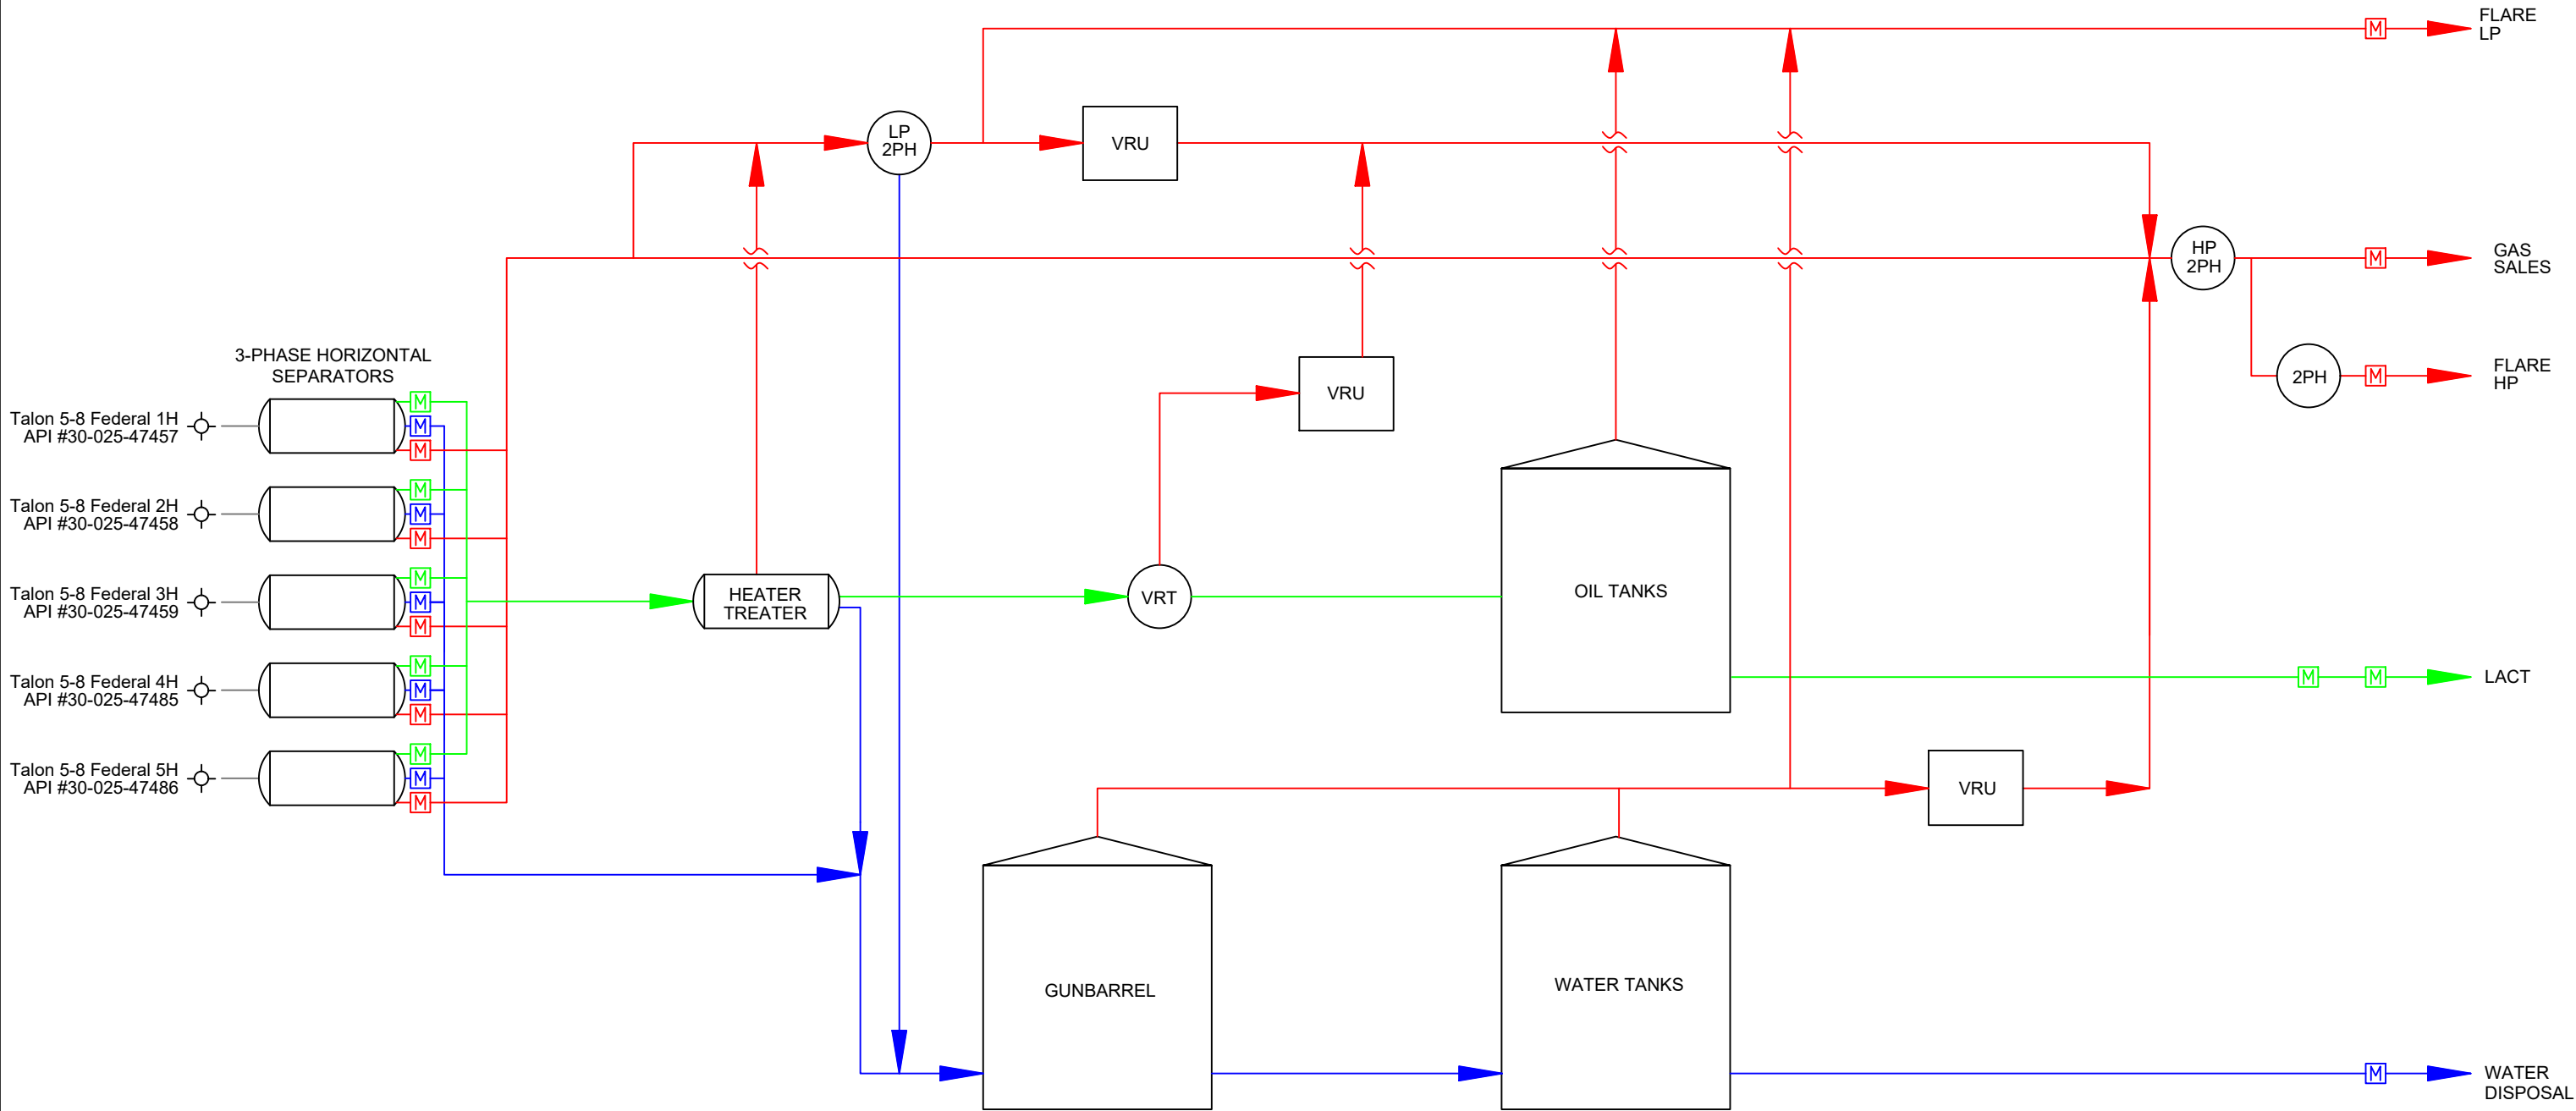 FLARE
LP
LP
2PH
VRU
HP
2PH
M
M
GAS
SALES
3-PHASE HORIZONTAL
SEPARATORS
VRU
2PH
M
FLARE
HP
Talon 5-8 Federal 1H
API #30-025-47457
M
M
M
Talon 5-8 Federal 2H
API #30-025-47458
M
M
M
Talon 5-8 Federal 3H
API #30-025-47459
M
M
M
HEATER
TREATER
VRT
OIL TANKS
Talon 5-8 Federal 4H
API #30-025-47485
M
M
M
M
M
LACT
Talon 5-8 Federal 5H
API #30-025-47486
M
M
M
VRU
GUNBARREL
WATER TANKS
M
WATER
DISPOSAL